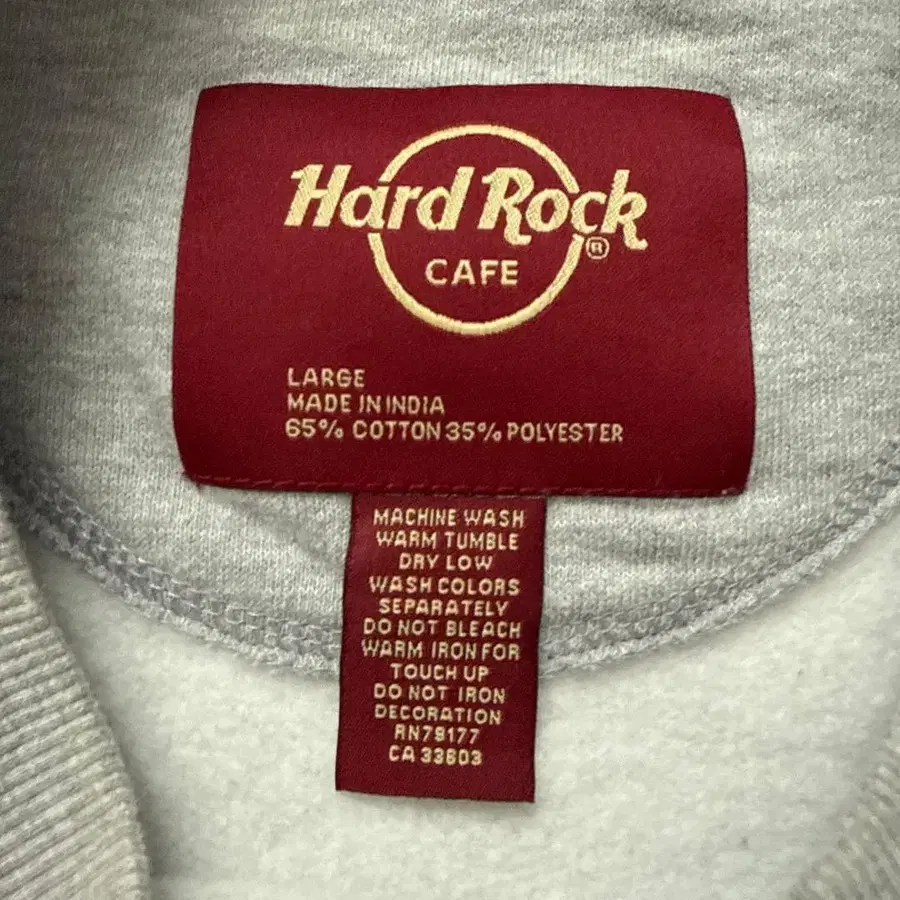 Hard Rock
®
CAFE
LARGE
MADE IN INDIA
65% COTTON 35% POLYESTER
MACHINE WASH
WARM TUMBLE
DRY LOW
WASH COLORS
SEPARATELY
DO NOT BLEACH
WARM IRON FOR
TOUCH UP
DO NOT IRON
DECORATION
RN79177
CA 33603